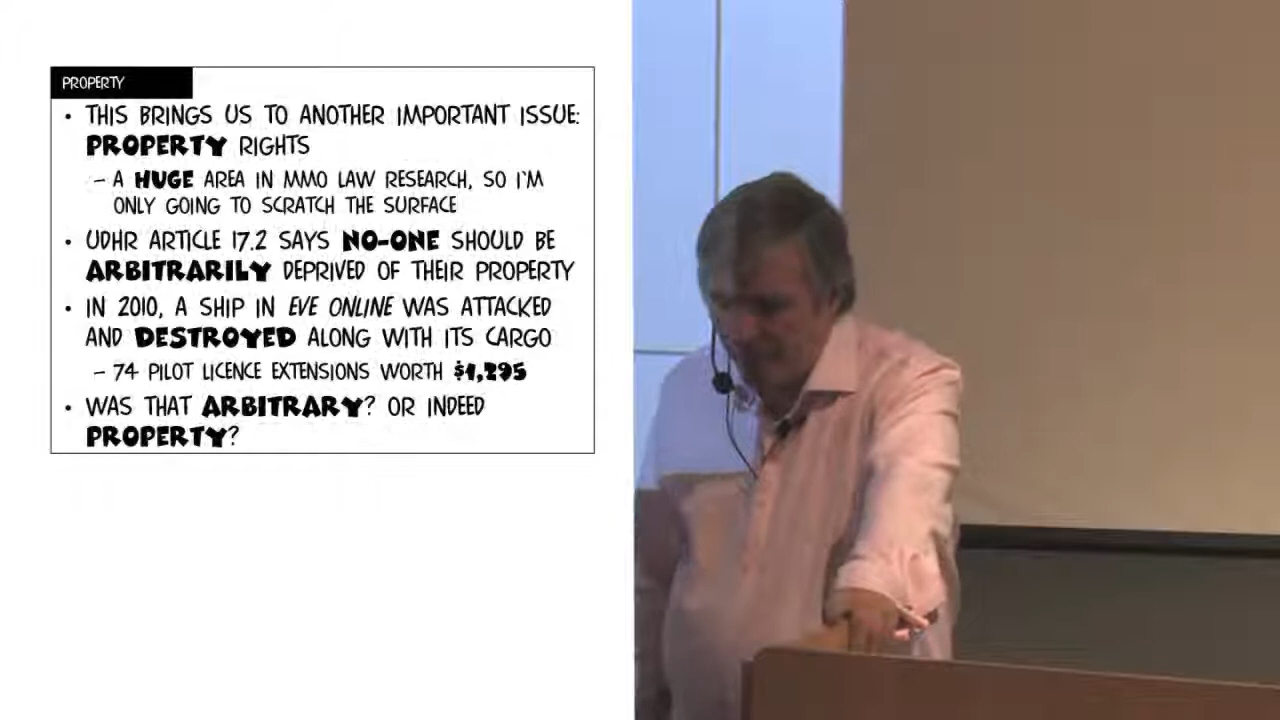 PROPERTY
• THIS BRINGS US TO ANOTHER IMPORTANT ISSUE:
PROPERTY RIGHTS
– A HUGE AREA IN MMO LAW RESEARCH, SO I'M
ONLY GOING TO SCRATCH THE SURFACE
• UDHR ARTICLE 17.2 SAYS NO-ONE SHOULD BE
ARBITRARILY DEPRIVED OF THEIR PROPERTY
• IN 2010, A SHIP IN EVE ONLINE WAS ATTACKED
AND DESTROYED ALONG WITH ITS CARGO
– 74 PILOT LICENCE EXTENSIONS WORTH $1,295
• WAS THAT ARBITRARY? OR INDEED
PROPERTY?